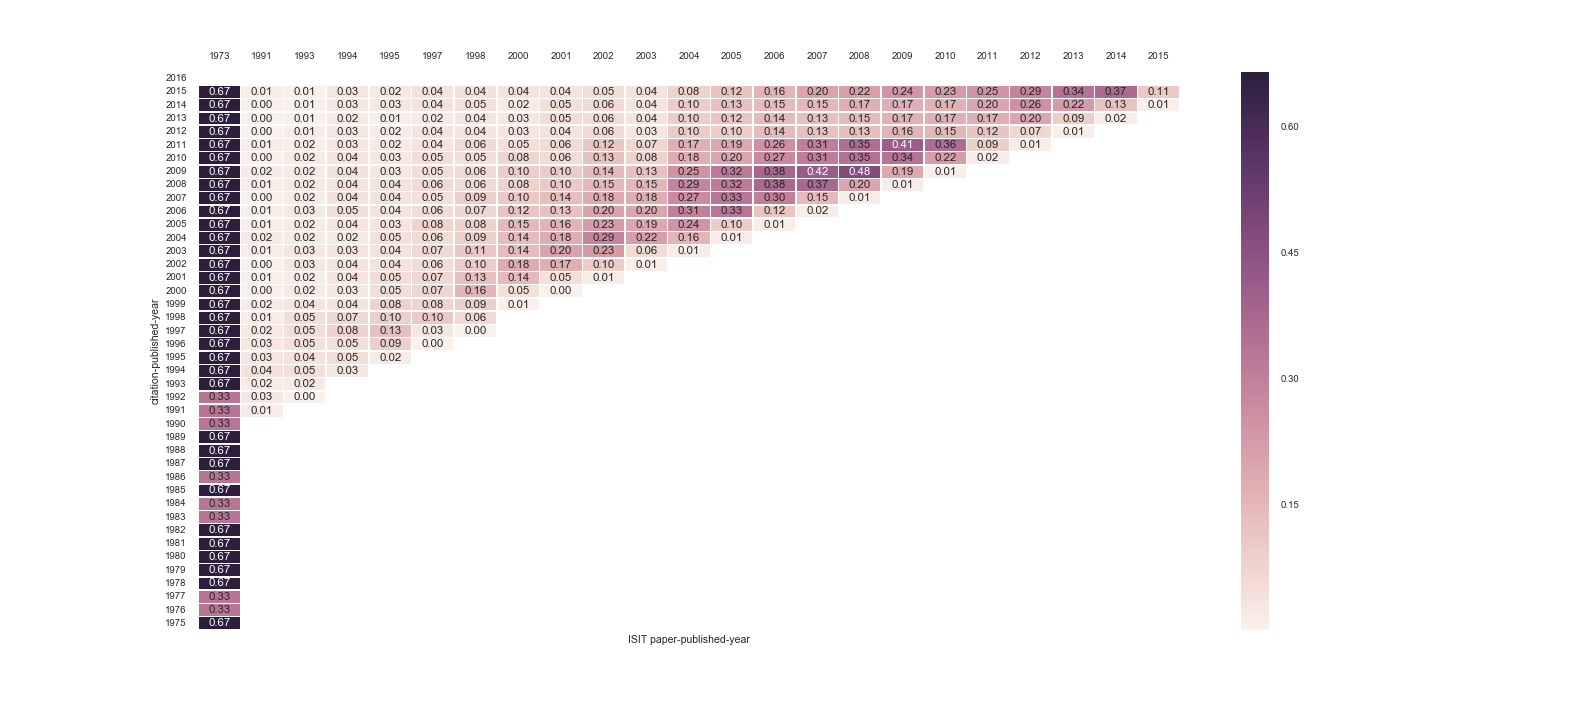 1973 1991 1993 1994 1995 1997 1998 2000 2001 2002 2003 2004 2005 2006 2007 2008 2009 2010 2011 2012 2013 2014 2015
2016
2015 0.67 0.01 0.01 0.03 0.02 0.04 0.04 0.04 0.04 0.05 0.04 0.08 0.12 0.16 0.20 0.22 0.24 0.23 0.25 0.29 0.34 0.37 0.11
2014 0.67 0.00 0.01 0.03 0.03 0.04 0.05 0.02 0.05 0.06 0.04 0.10 0.13 0.15 0.15 0.17 0.17 0.17 0.20 0.26 0.22 0.13 0.01
2013 0.67 0.00 0.01 0.02 0.01 0.02 0.04 0.03 0.05 0.06 0.04 0.10 0.12 0.14 0.13 0.15 0.17 0.17 0.17 0.20 0.09 0.02
2012 0.67 0.00 0.01 0.03 0.02 0.04 0.04 0.03 0.04 0.06 0.03 0.10 0.10 0.14 0.13 0.13 0.16 0.15 0.12 0.07 0.01
0.60
2011 0.67 0.01 0.02 0.03 0.02 0.04 0.06 0.05 0.06 0.12 0.07 0.17 0.19 0.26 0.31 0.35 0.41 0.36 0.09 0.01
2010 0.67 0.00 0.02 0.04 0.03 0.05 0.05 0.08 0.06 0.13 0.08 0.18 0.20 0.27 0.31 0.35 0.34 0.22 0.02
2009 0.67 0.02 0.02 0.04 0.03 0.05 0.06 0.10 0.10 0.14 0.13 0.25 0.32 0.38 0.42 0.48 0.19 0.01
2008 0.67 0.01 0.02 0.04 0.04 0.06 0.06 0.08 0.10 0.15 0.15 0.29 0.32 0.38 0.37 0.20 0.01
2007 0.67 0.00 0.02 0.04 0.04 0.05 0.09 0.10 0.14 0.18 0.18 0.27 0.33 0.30 0.15 0.01
2006 0.67 0.01 0.03 0.05 0.04 0.06 0.07 0.12 0.13 0.20 0.20 0.31 0.33 0.12 0.02
2005 0.67 0.01 0.02 0.04 0.03 0.08 0.08 0.15 0.16 0.23 0.19 0.24 0.10 0.01
2004 0.67 0.02 0.02 0.02 0.05 0.06 0.09 0.14 0.18 0.29 0.22 0.16 0.01
2003 0.67 0.01 0.03 0.03 0.04 0.07 0.11 0.14 0.20 0.23 0.06 0.01
0.45
2002 0.67 0.00 0.03 0.04 0.04 0.06 0.10 0.18 0.17 0.10 0.01
2001 0.67 0.01 0.02 0.04 0.05 0.07 0.13 0.14 0.05 0.01
2000 0.67 0.00 0.02 0.03 0.05 0.07 0.16 0.05 0.00
1999 0.67 0.02 0.04 0.04 0.08 0.08 0.09 0.01
1998 0.67 0.01 0.05 0.07 0.10 0.10 0.06
1997 0.67 0.02 0.05 0.08 0.13 0.03 0.00
1996 0.67 0.03 0.05 0.05 0.09 0.00
citation-published-year
1995 0.67 0.03 0.04 0.05 0.02
1994 0.67 0.04 0.05 0.03
0.30
1993 0.67 0.02 0.02
1992 0.33 0.03 0.00
1991 0.33 0.01
1990 0.33
1989 0.67
1988 0.67
1987 0.67
1986 0.33
1985 0.67
1984 0.33
0.15
1983 0.33
1982 0.67
1981 0.67
1980 0.67
1979 0.67
1978 0.67
1977 0.33
1976 0.33
1975 0.67
ISIT paper-published-year